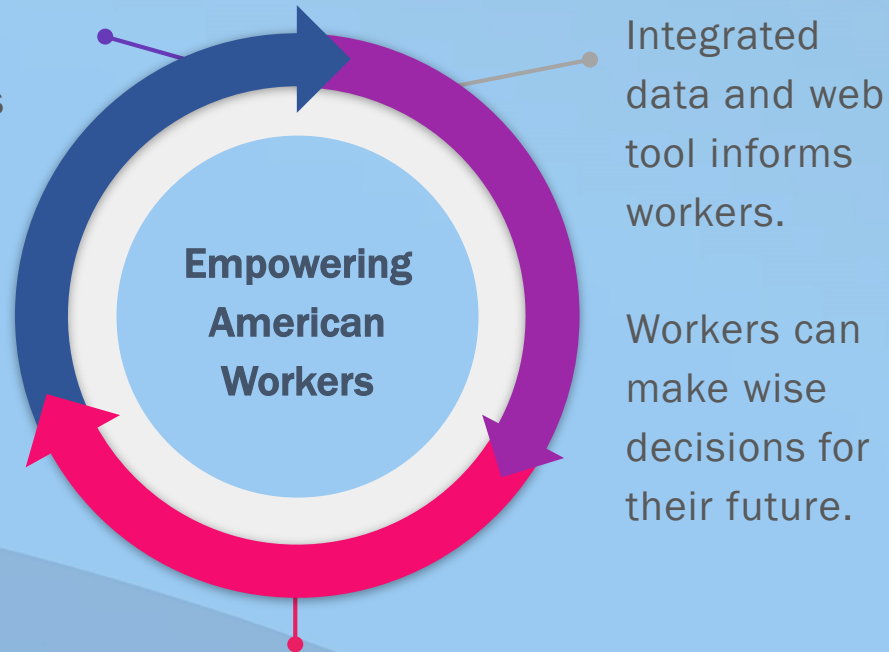 Integrated
data and web
tool informs
workers.
Empowering
American
Workers
Workers can
make wise
decisions for
their future.